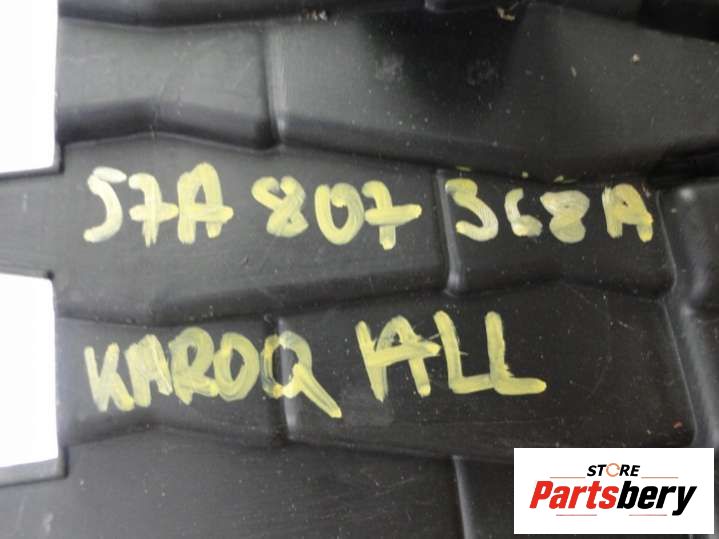 57A 807 368A
KAROQ ALL
STORE
Partsbery